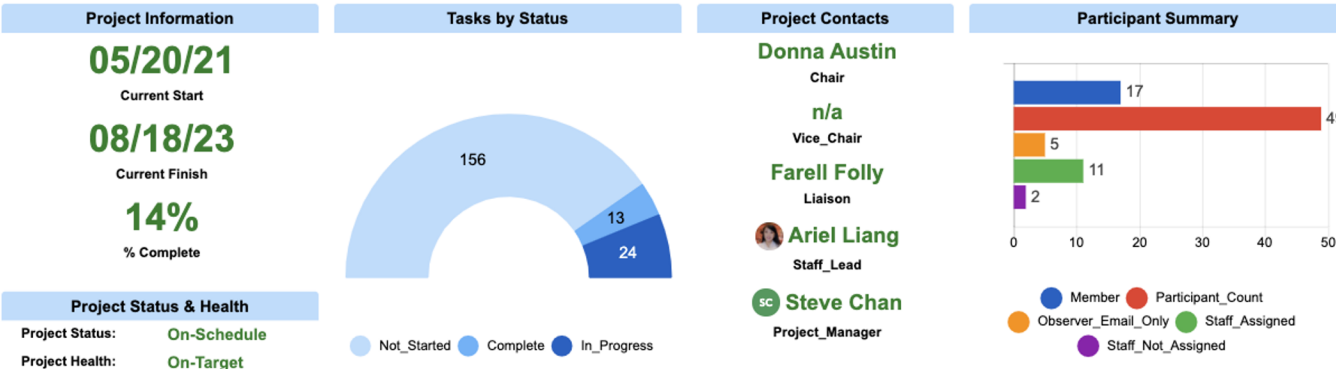 Project Information
05/20/21
Current Start
08/18/23
Current Finish
14%
% Complete
Project Status & Health
Project Status: On-Schedule
Project Health: On-Target
Tasks by Status
156
13
24
Not_Started Complete In_Progress
Project Contacts
Donna Austin
Chair
n/a
Vice_Chair
Farell Folly
Liaison
Ariel Liang
Staff_Lead
SC Steve Chan
Project_Manager
Participant Summary
17
5
11
2
0 10 20 30 40 50
Member Participant_Count
Observer_Email_Only Staff_Assigned
Staff_Not_Assigned